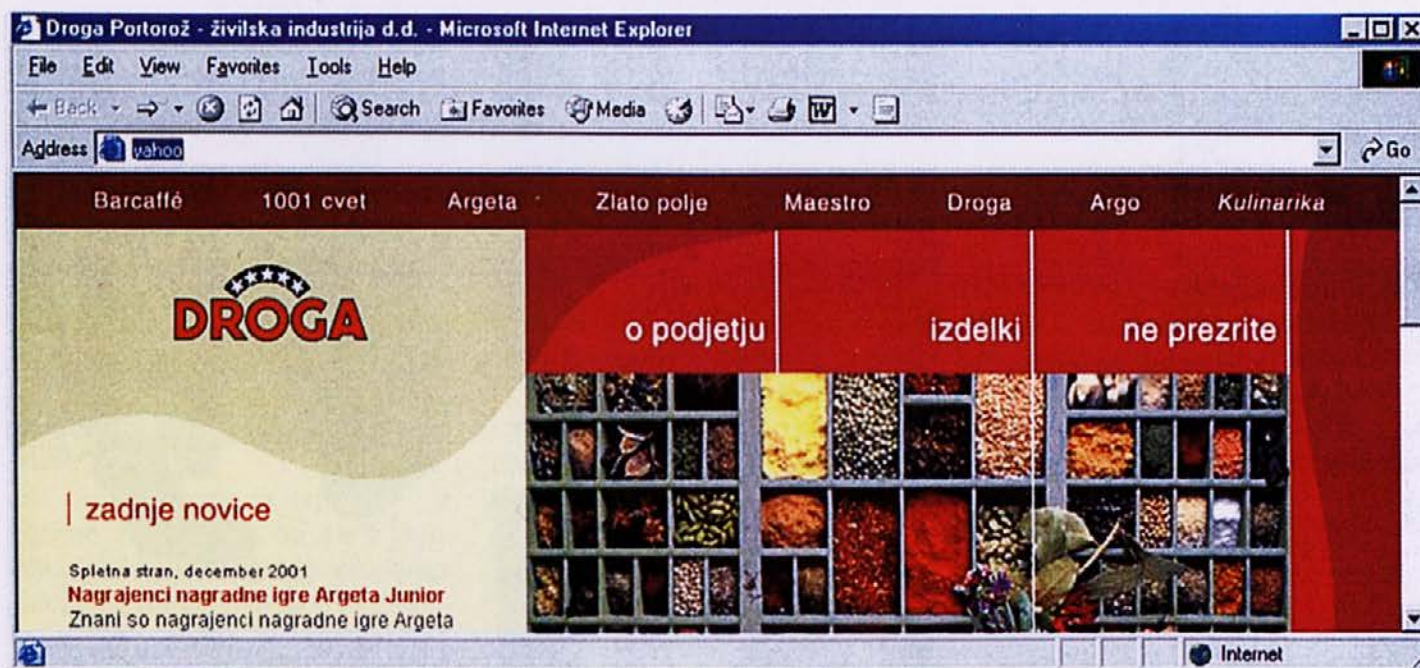 Droga Portorož - živilska industrija d.d. - Microsoft Internet Explorer
File Edit View Favorites Tools Help
Back Search Favorites Media
Address yahoo Go
Barcaffé 1001 cvet Argeta Zlato polje Maestro Droga Argo Kulinarika
DROGA
o podjetju izdelki ne prezrite
zadnje novice
Spletna stran, december 2001
Nagrajenci nagradne igre Argeta Junior
Znani so nagrajenci nagradne igre Argeta
Internet